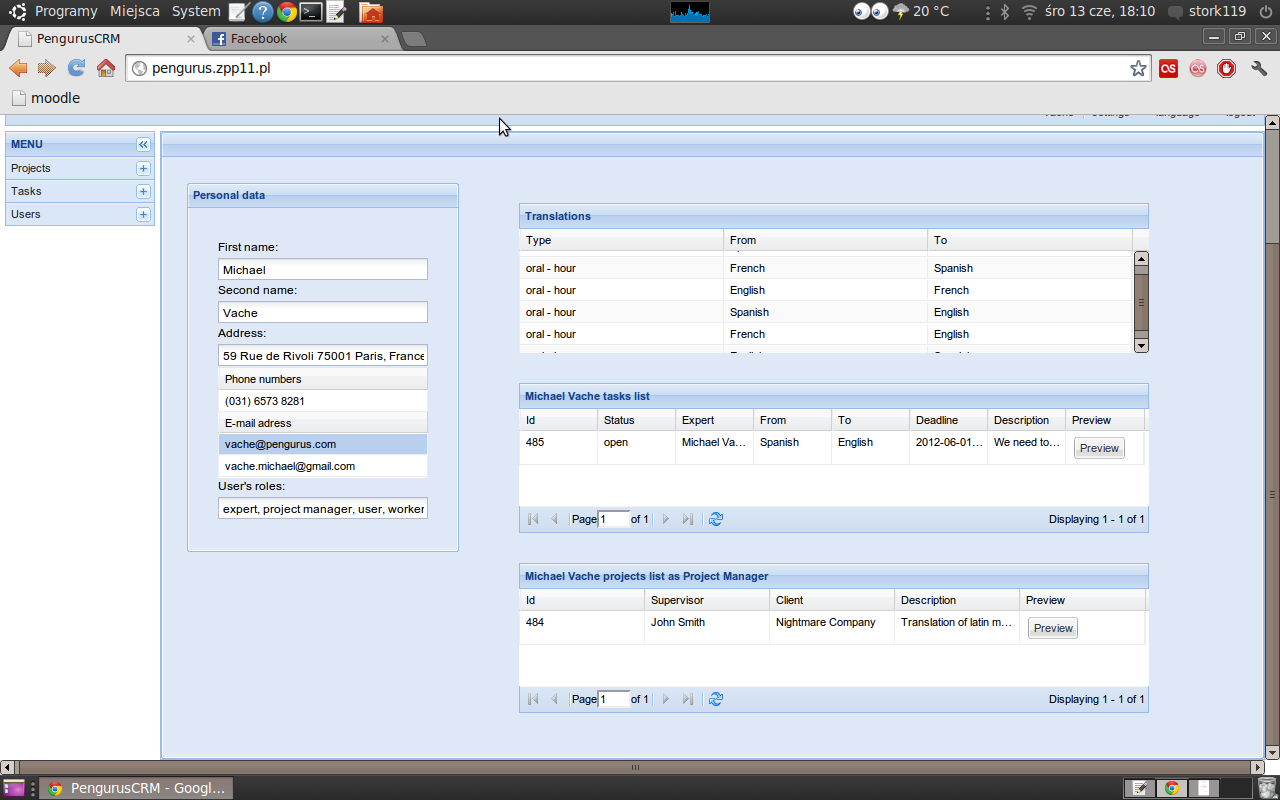 Programy Miejsca System 20 °C śro 13 cze, 18:10 stork119
PengurusCRM Facebook
pengurus.zpp11.pl
moodle
MENU
Projects
Tasks
Users
Personal data
First name:
Michael
Second name:
Vache
Address:
59 Rue de Rivoli 75001 Paris, France
Phone numbers
(031) 6573 8281
E-mail adress
vache@pengurus.com
vache.michael@gmail.com
User's roles:
expert, project manager, user, worker
Translations
Type From To
oral - hour French Spanish
oral - hour English French
oral - hour Spanish English
oral - hour French English
Michael Vache tasks list
Id Status Expert From To Deadline Description Preview
485 open Michael Va... Spanish English 2012-06-01... We need to... Preview
Page 1 of 1 Displaying 1 - 1 of 1
Michael Vache projects list as Project Manager
Id Supervisor Client Description Preview
484 John Smith Nightmare Company Translation of latin m... Preview
Page 1 of 1 Displaying 1 - 1 of 1
PengurusCRM - Googl...